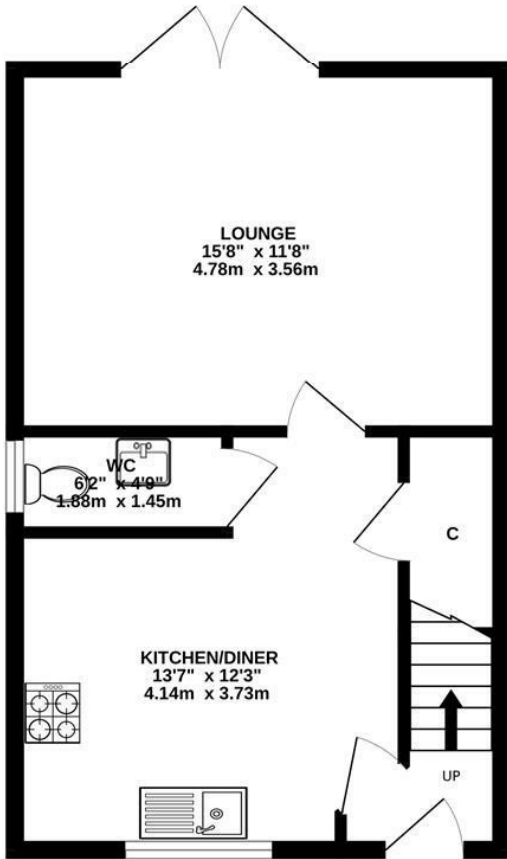 LOUNGE
15'8" x 11'8"
4.78m x 3.56m
WC
6'2" x 4'9"
1.88m x 1.45m
C
KITCHEN/DINER
13'7" x 12'3"
4.14m x 3.73m
UP